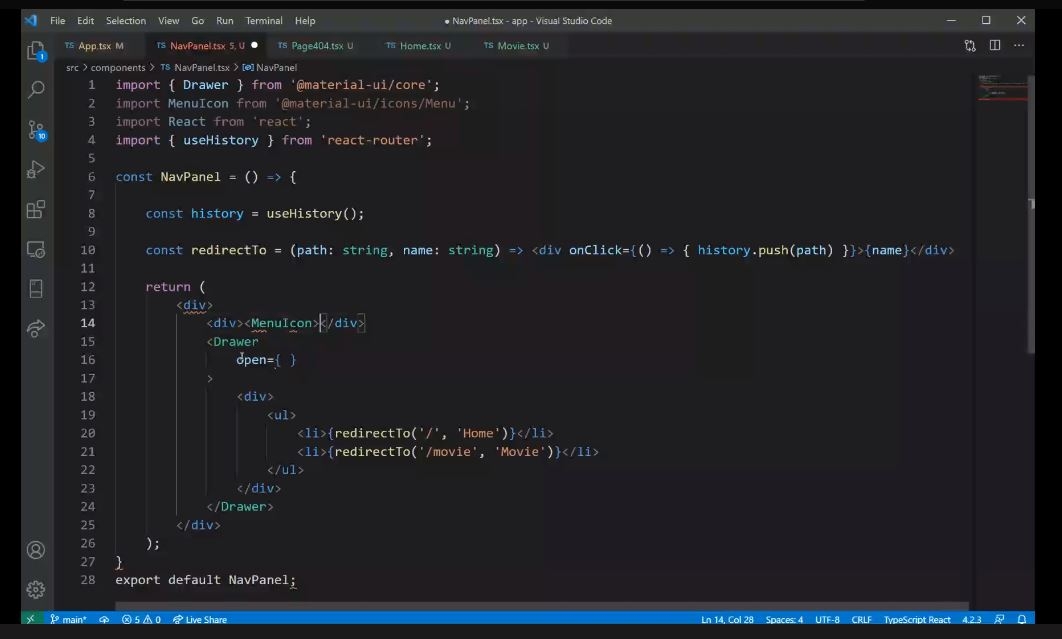 File Edit Selection View Go Run Terminal Help
● NavPanel.tsx - app - Visual Studio Code
TS App.tsx M
TS NavPanel.tsx 5, U ●
TS Page404.tsx U
TS Home.tsx U
TS Movie.tsx U
src > components > TS NavPanel.tsx > NavPanel
1 import { Drawer } from '@material-ui/core';
2 import MenuIcon from '@material-ui/icons/Menu';
3 import React from 'react';
4 import { useHistory } from 'react-router';
5
6 const NavPanel = () => {
7
8 const history = useHistory();
9
10 const redirectTo = (path: string, name: string) => <div onClick={() => { history.push(path) }}>{name}</div>
11
12 return (
13 <div>
14 <div><MenuIcon></div>
15 <Drawer
16 open={ }
17 >
18 <div>
19 <ul>
20 <li>{redirectTo('/', 'Home')}</li>
21 <li>{redirectTo('/movie', 'Movie')}</li>
22 </ul>
23 </div>
24 </Drawer>
25 </div>
26 );
27 }
28 export default NavPanel;
1
10
main* 5 0 Live Share
Ln 14, Col 28 Spaces: 4 UTF-8 CRLF TypeScript React 4.2.3